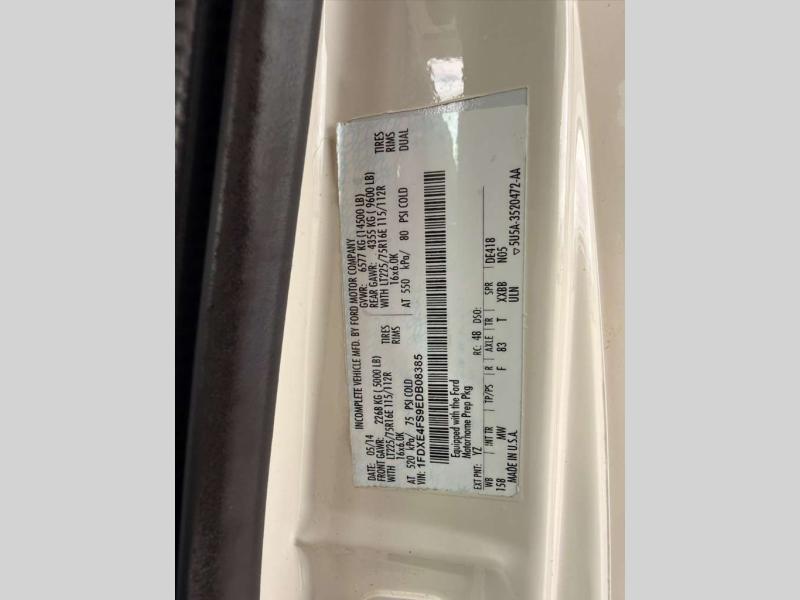 INCOMPLETE VEHICLE MFD. BY FORD MOTOR COMPANY
DATE: 05/14 GVWR: 6577 KG (14500 LB)
FRONT GAWR: 2268 KG ( 5000 LB) REAR GAWR: 4355 KG ( 9600 LB)
WITH LT225/75R16E 115/112R TIRES WITH LT225/75R16E 115/112R TIRES
16x6.0K RIMS 16x6.0K RIMS
AT 520 kPa/ 75 PSI COLD AT 550 kPa/ 80 PSI COLD DUAL
VIN: 1FDXE4FS9EDB08385
Equipped with the Ford
Motorhome Prep Pkg
EXT PNT: YZ RC: 48 DSO:
WB INT TR TP/PS R AXLE TR SPR DE418
158 MW F 83 T XXBB N05
MADE IN U.S.A. ULN
▽5U5A-3520472-AA